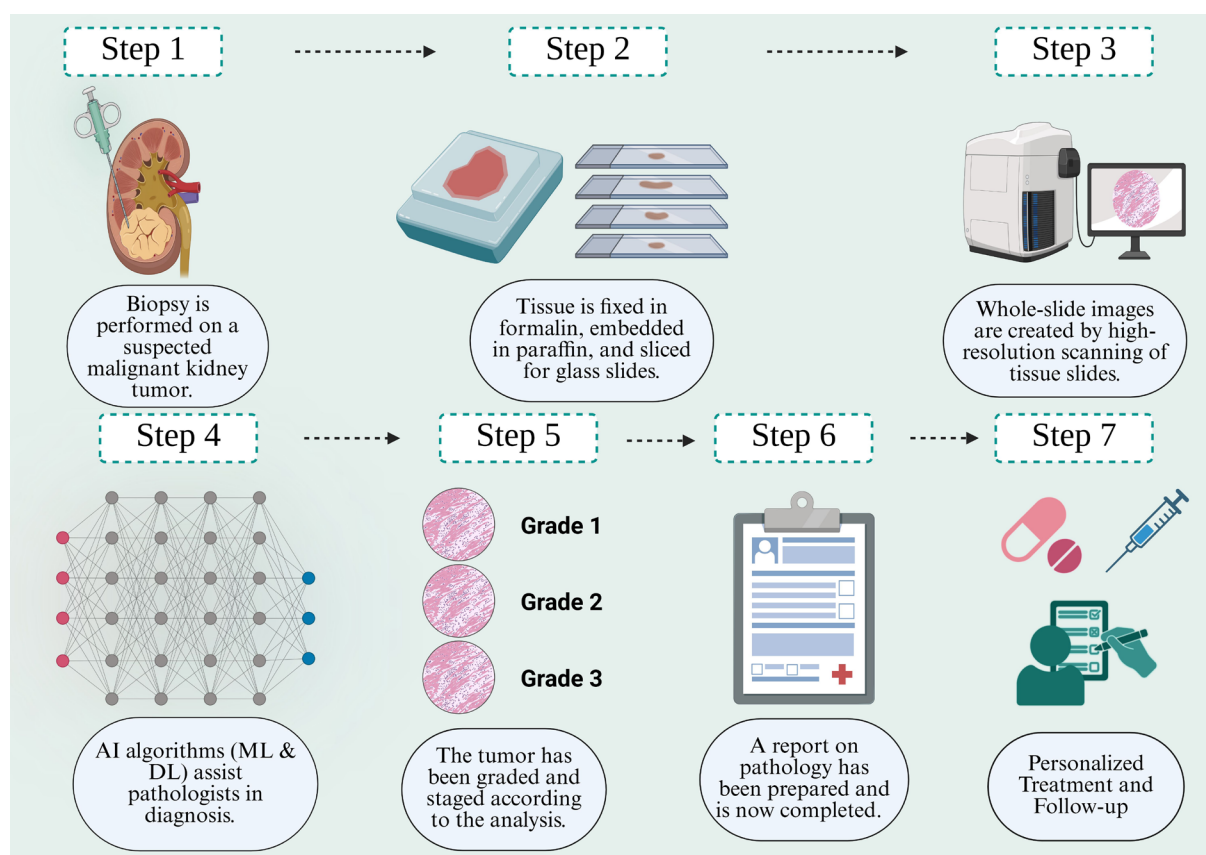 Step 1
Step 2
Step 3
Biopsy is
performed on a
suspected
malignant kidney
tumor.
Tissue is fixed in
formalin, embedded
in paraffin, and sliced
for glass slides.
Whole-slide images
are created by high-
resolution scanning of
tissue slides.
Step 4
Step 5
Step 6
Step 7
Grade 1
Grade 2
Grade 3
AI algorithms (ML &
DL) assist
pathologists in
diagnosis.
The tumor has
been graded and
staged according
to the analysis.
A report on
pathology has
been prepared and
is now completed.
Personalized
Treatment and
Follow-up